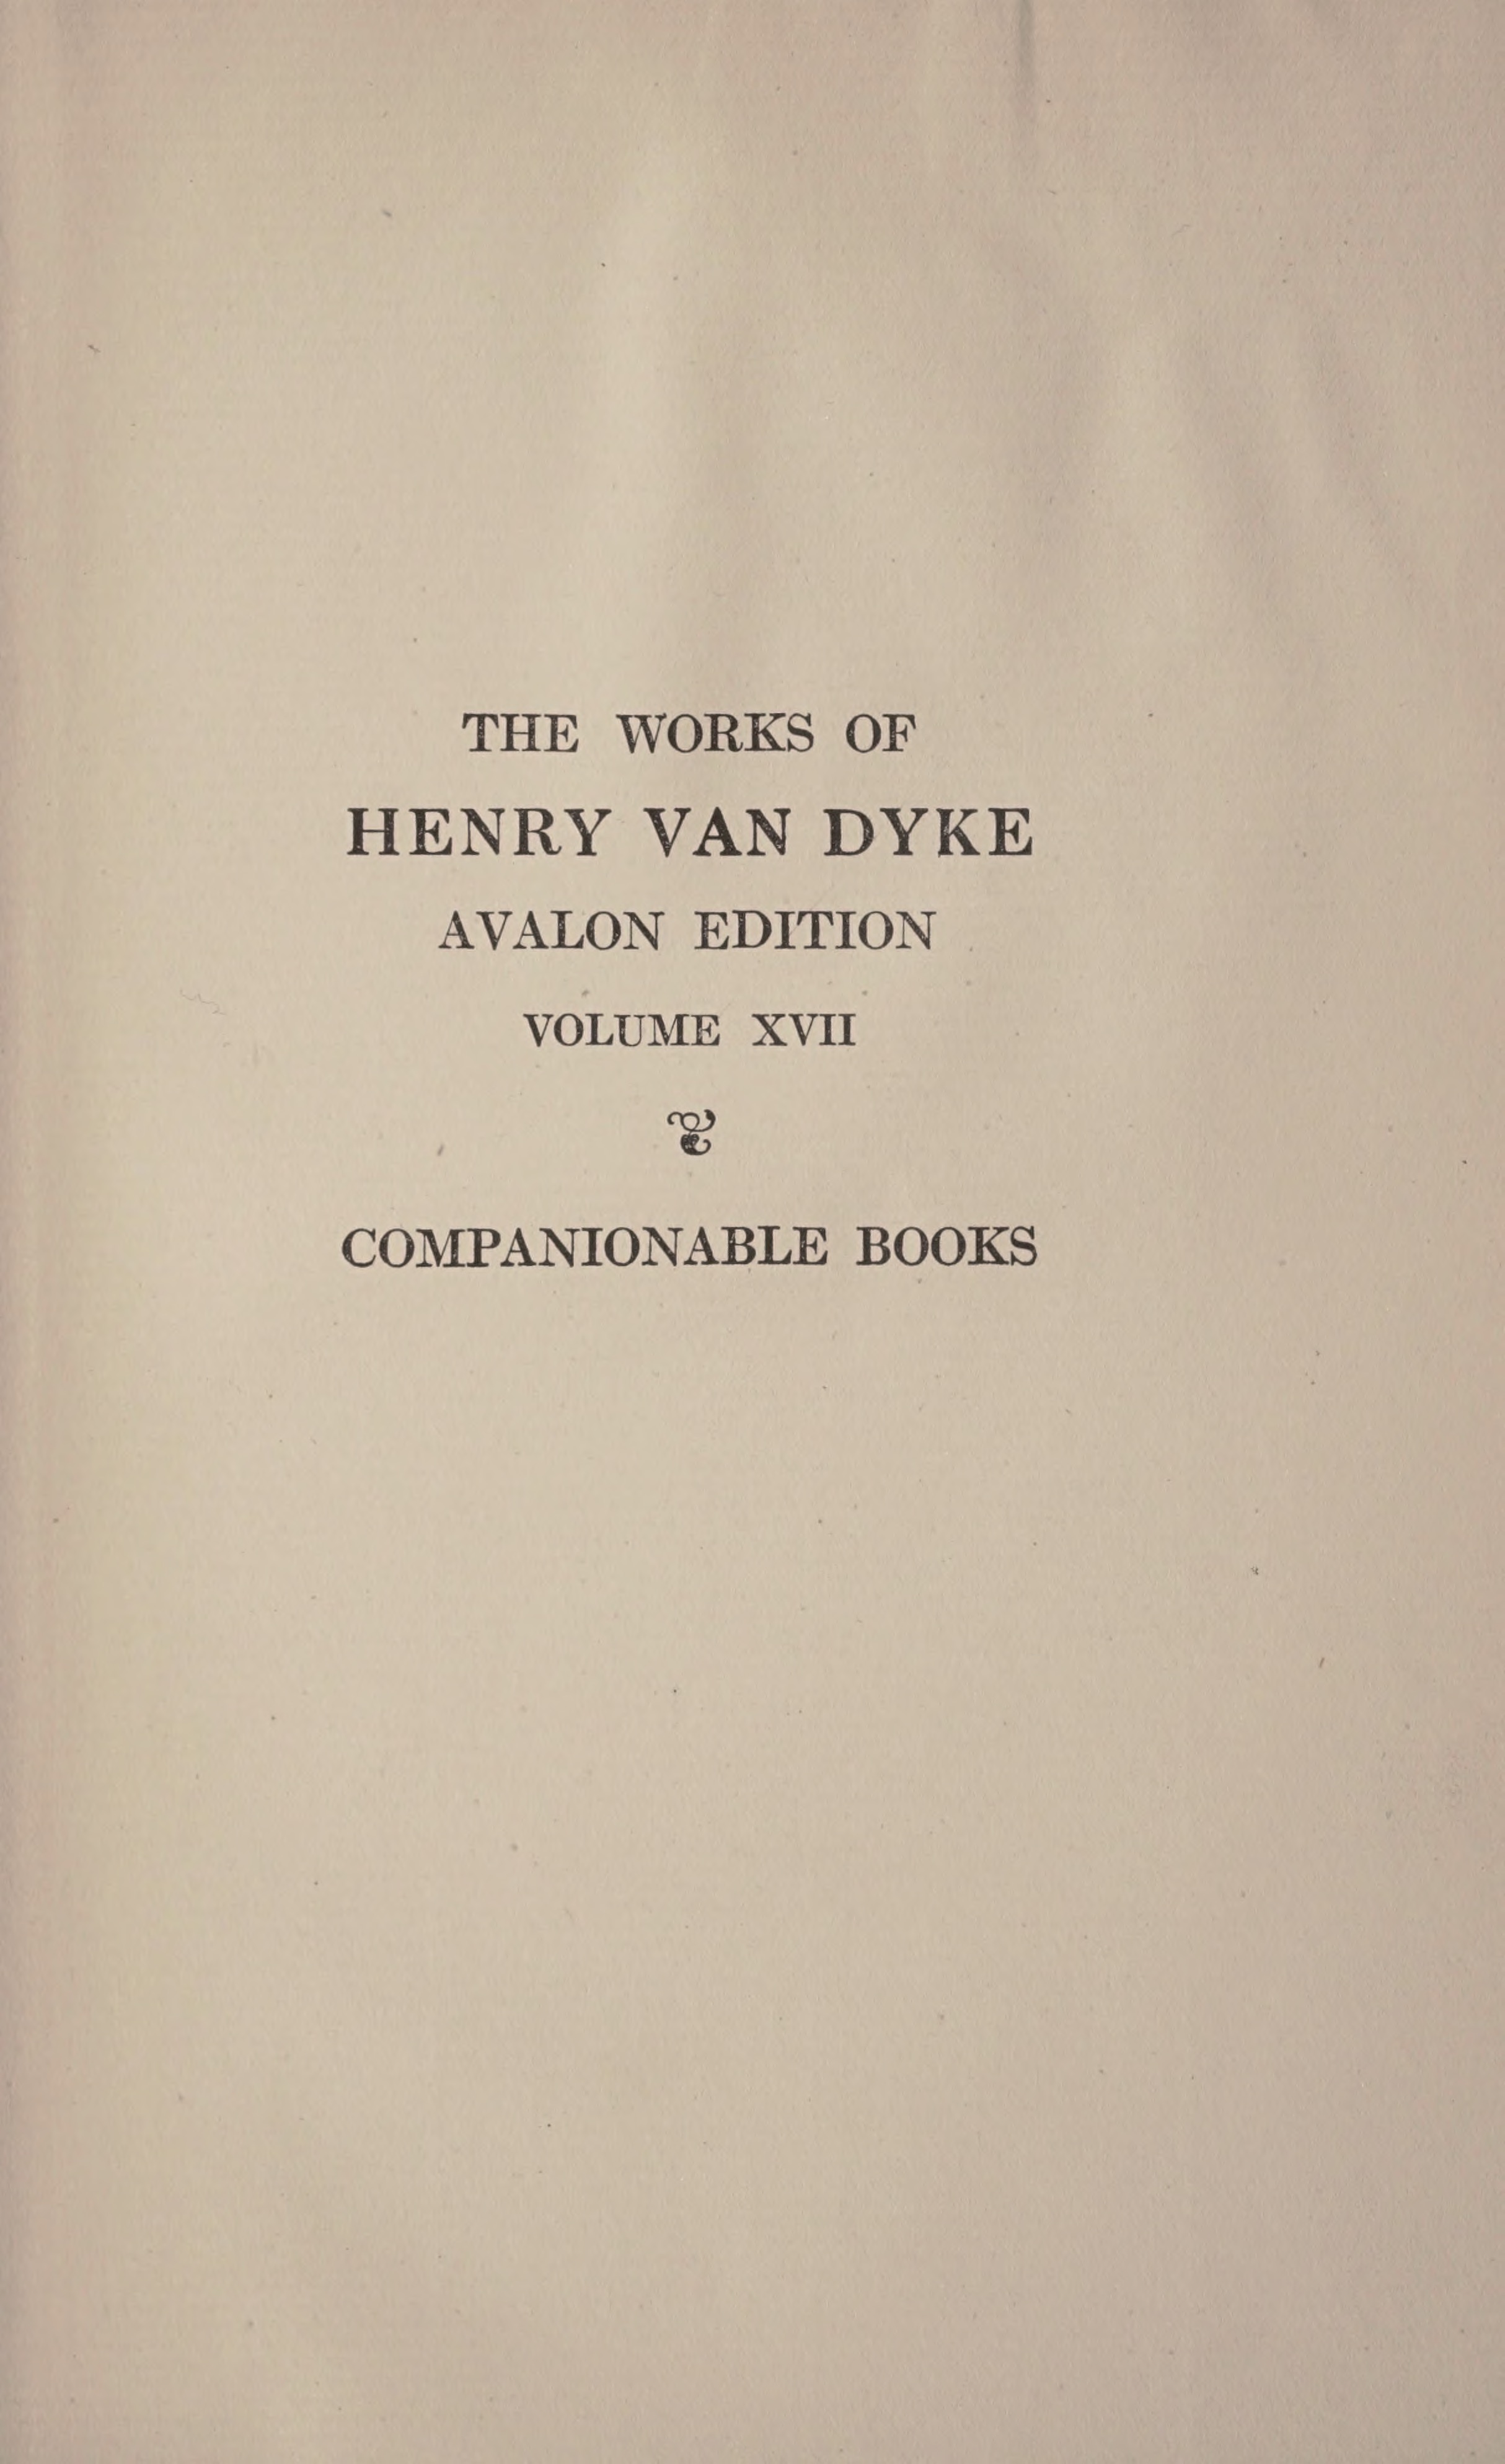 THE WORKS OF
HENRY VAN DYKE
AVALON EDITION
VOLUME XVII
COMPANIONABLE BOOKS